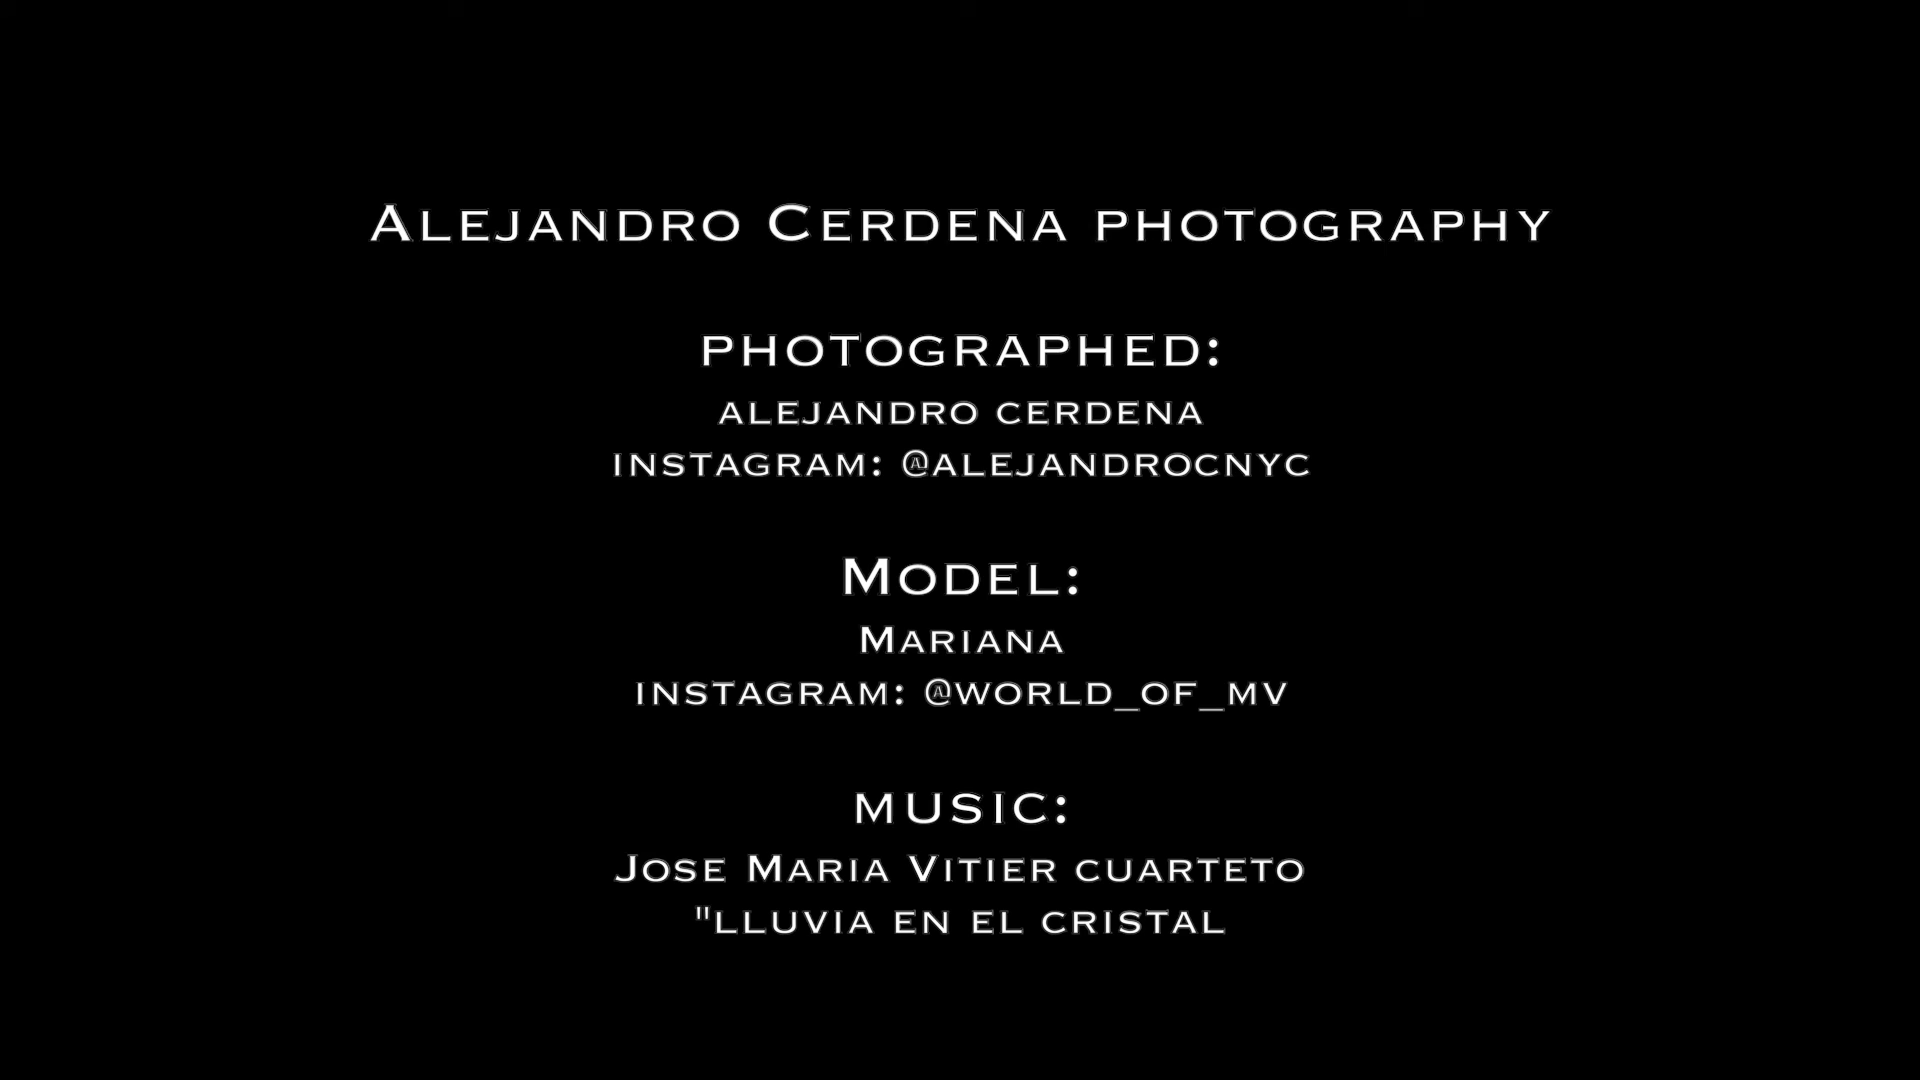 Alejandro Cerdena photography
photographed:
alejandro cerdena
instagram: @alejandrocnyc
Model:
Mariana
instagram: @world_of_mv
music:
Jose Maria Vitier cuarteto
"lluvia en el cristal